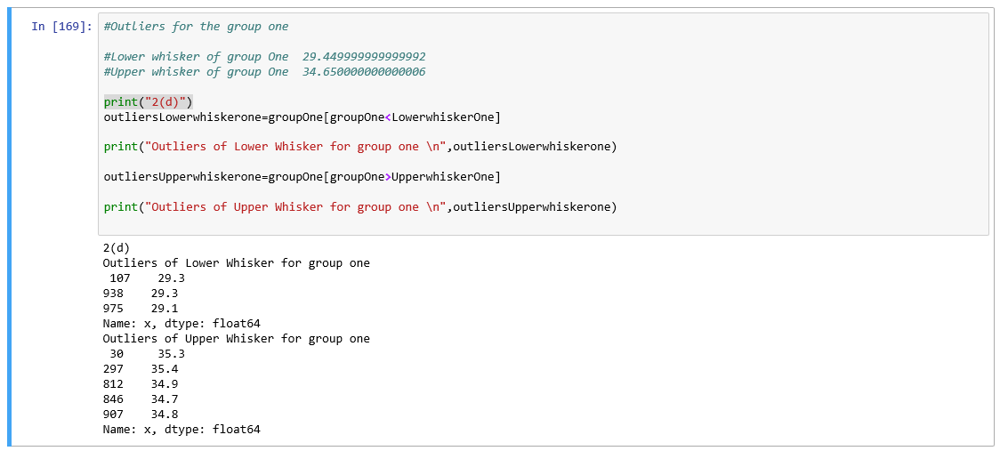 In [169]:
#Outliers for the group one
#Lower whisker of group One  29.449999999999992
#Upper whisker of group One  34.650000000000006
print("2(d)")
outliersLowerwhiskerone=groupOne[groupOne<LowerwhiskerOne]
print("Outliers of Lower Whisker for group one \n",outliersLowerwhiskerone)
outliersUpperwhiskerone=groupOne[groupOne>UpperwhiskerOne]
print("Outliers of Upper Whisker for group one \n",outliersUpperwhiskerone)
2(d)
Outliers of Lower Whisker for group one
 107    29.3
938    29.3
975    29.1
Name: x, dtype: float64
Outliers of Upper Whisker for group one
 30     35.3
297    35.4
812    34.9
846    34.7
907    34.8
Name: x, dtype: float64